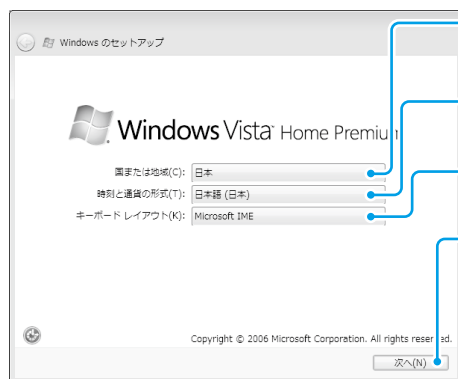 Windows のセットアップ
Windows Vista Home Premium
国または地域(C): 日本
時刻と通貨の形式(T): 日本語 (日本)
キーボード レイアウト(K): Microsoft IME
Copyright © 2006 Microsoft Corporation. All rights reserved.
次へ(N)